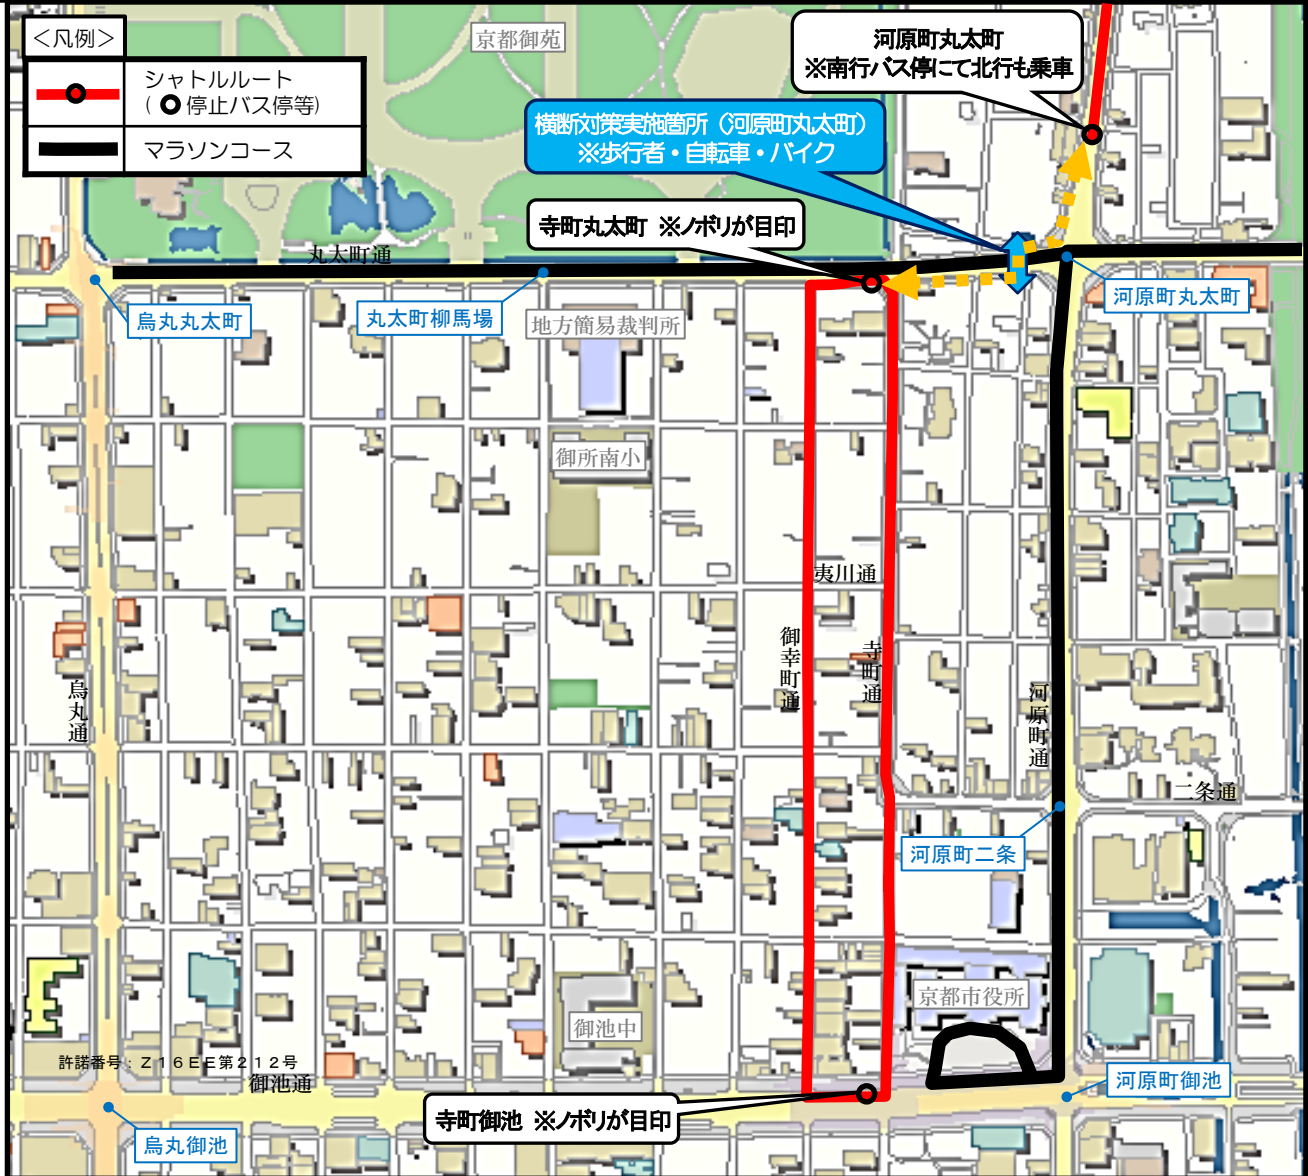 ＜凡例＞
シャトルルート
(　停止バス停等)
マラソンコース
京都御苑
河原町丸太町
※南行バス停にて北行も乗車
横断対策実施箇所（河原町丸太町）
※歩行者・自転車・バイク
寺町丸太町　※ノボリが目印
丸太町通
烏丸丸太町
丸太町柳馬場
地方簡易裁判所
河原町丸太町
御所南小
夷川通
御幸町通
寺町通
烏丸通
河原町通
二条通
河原町二条
京都市役所
御池中
許諾番号：Ｚ１６ＥＥ第２１２号
御池通
河原町御池
寺町御池　※ノボリが目印
烏丸御池